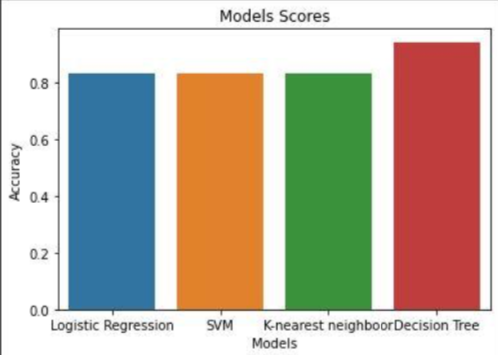 Models Scores
Accuracy
0.8
0.6
0.4
0.2
0.0
Logistic Regression SVM K-nearest neighboor Decision Tree
Models